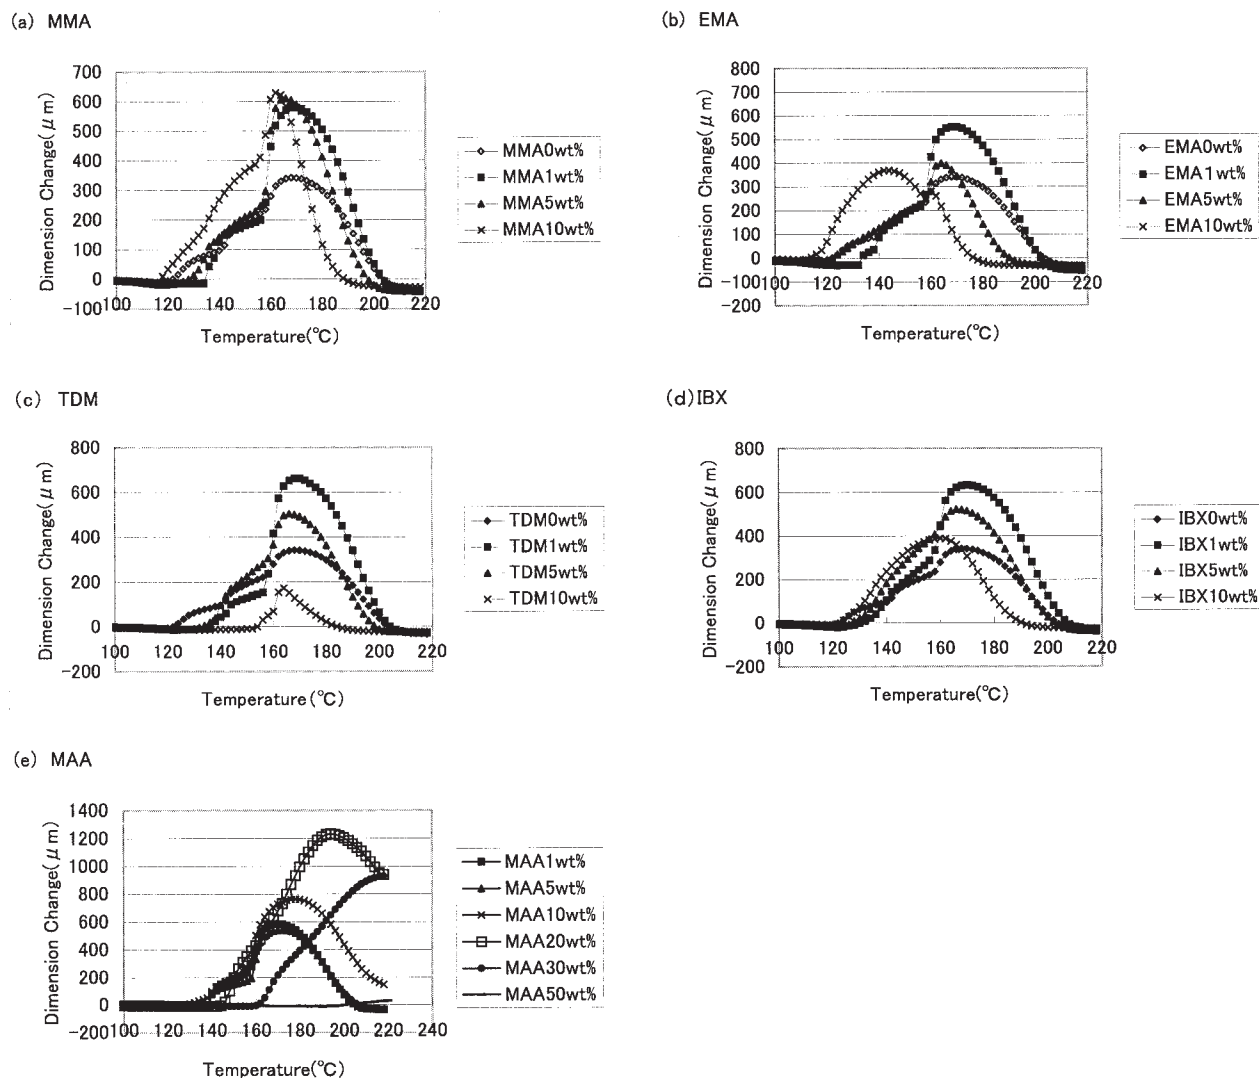 (a) MMA
700
600
500
400
300
200
100
0
-100
100 120 140 160 180 200 220
Dimension Change(μm)
Temperature(℃)
MMA0wt%
MMA1wt%
MMA5wt%
MMA10wt%
(b) EMA
800
700
600
500
400
300
200
100
0
-100
-200
100 120 140 160 180 200 220
Dimension Change(μm)
Temperature(℃)
EMA0wt%
EMA1wt%
EMA5wt%
EMA10wt%
(c) TDM
800
600
400
200
0
-200
100 120 140 160 180 200 220
Dimension Change(μm)
Temperature(℃)
TDM0wt%
TDM1wt%
TDM5wt%
TDM10wt%
(d)IBX
800
600
400
200
0
-200
100 120 140 160 180 200 220
Dimension Change(μm)
Temperature(℃)
IBX0wt%
IBX1wt%
IBX5wt%
IBX10wt%
(e) MAA
1400
1200
1000
800
600
400
200
0
-200
100 120 140 160 180 200 220 240
Dimension Change(μm)
Temperature(℃)
MAA1wt%
MAA5wt%
MAA10wt%
MAA20wt%
MAA30wt%
MAA50wt%